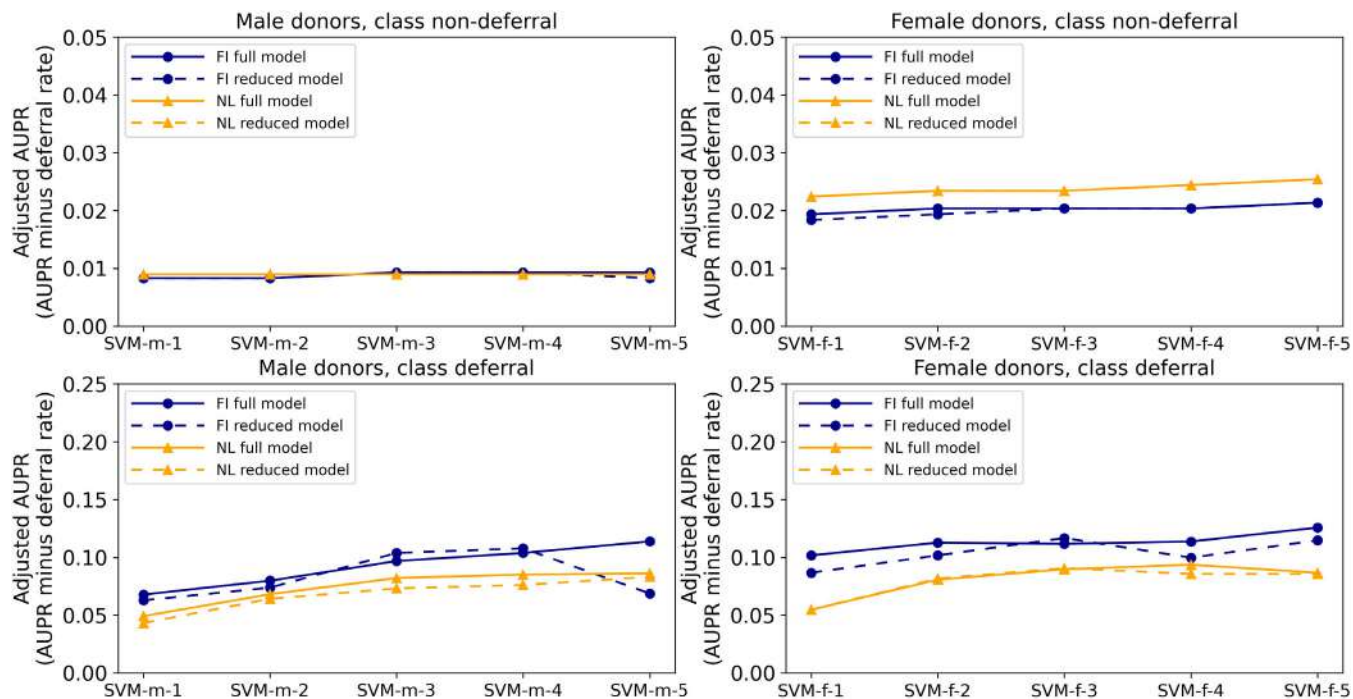 Male donors, class non-deferral
Adjusted AUPR
(AUPR minus deferral rate)
0.05
0.04
0.03
0.02
0.01
0.00
FI full model
FI reduced model
NL full model
NL reduced model
SVM-m-1 SVM-m-2 SVM-m-3 SVM-m-4 SVM-m-5
Female donors, class non-deferral
Adjusted AUPR
(AUPR minus deferral rate)
0.05
0.04
0.03
0.02
0.01
0.00
FI full model
FI reduced model
NL full model
NL reduced model
SVM-f-1 SVM-f-2 SVM-f-3 SVM-f-4 SVM-f-5
Male donors, class deferral
Adjusted AUPR
(AUPR minus deferral rate)
0.25
0.20
0.15
0.10
0.05
0.00
FI full model
FI reduced model
NL full model
NL reduced model
SVM-m-1 SVM-m-2 SVM-m-3 SVM-m-4 SVM-m-5
Female donors, class deferral
Adjusted AUPR
(AUPR minus deferral rate)
0.25
0.20
0.15
0.10
0.05
0.00
FI full model
FI reduced model
NL full model
NL reduced model
SVM-f-1 SVM-f-2 SVM-f-3 SVM-f-4 SVM-f-5